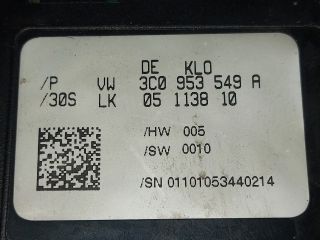 DE KLO
/P VW 3C0 953 549 A
/30S LK 05 1138 10
/HW 005
/SW 0010
/SN 01101053440214